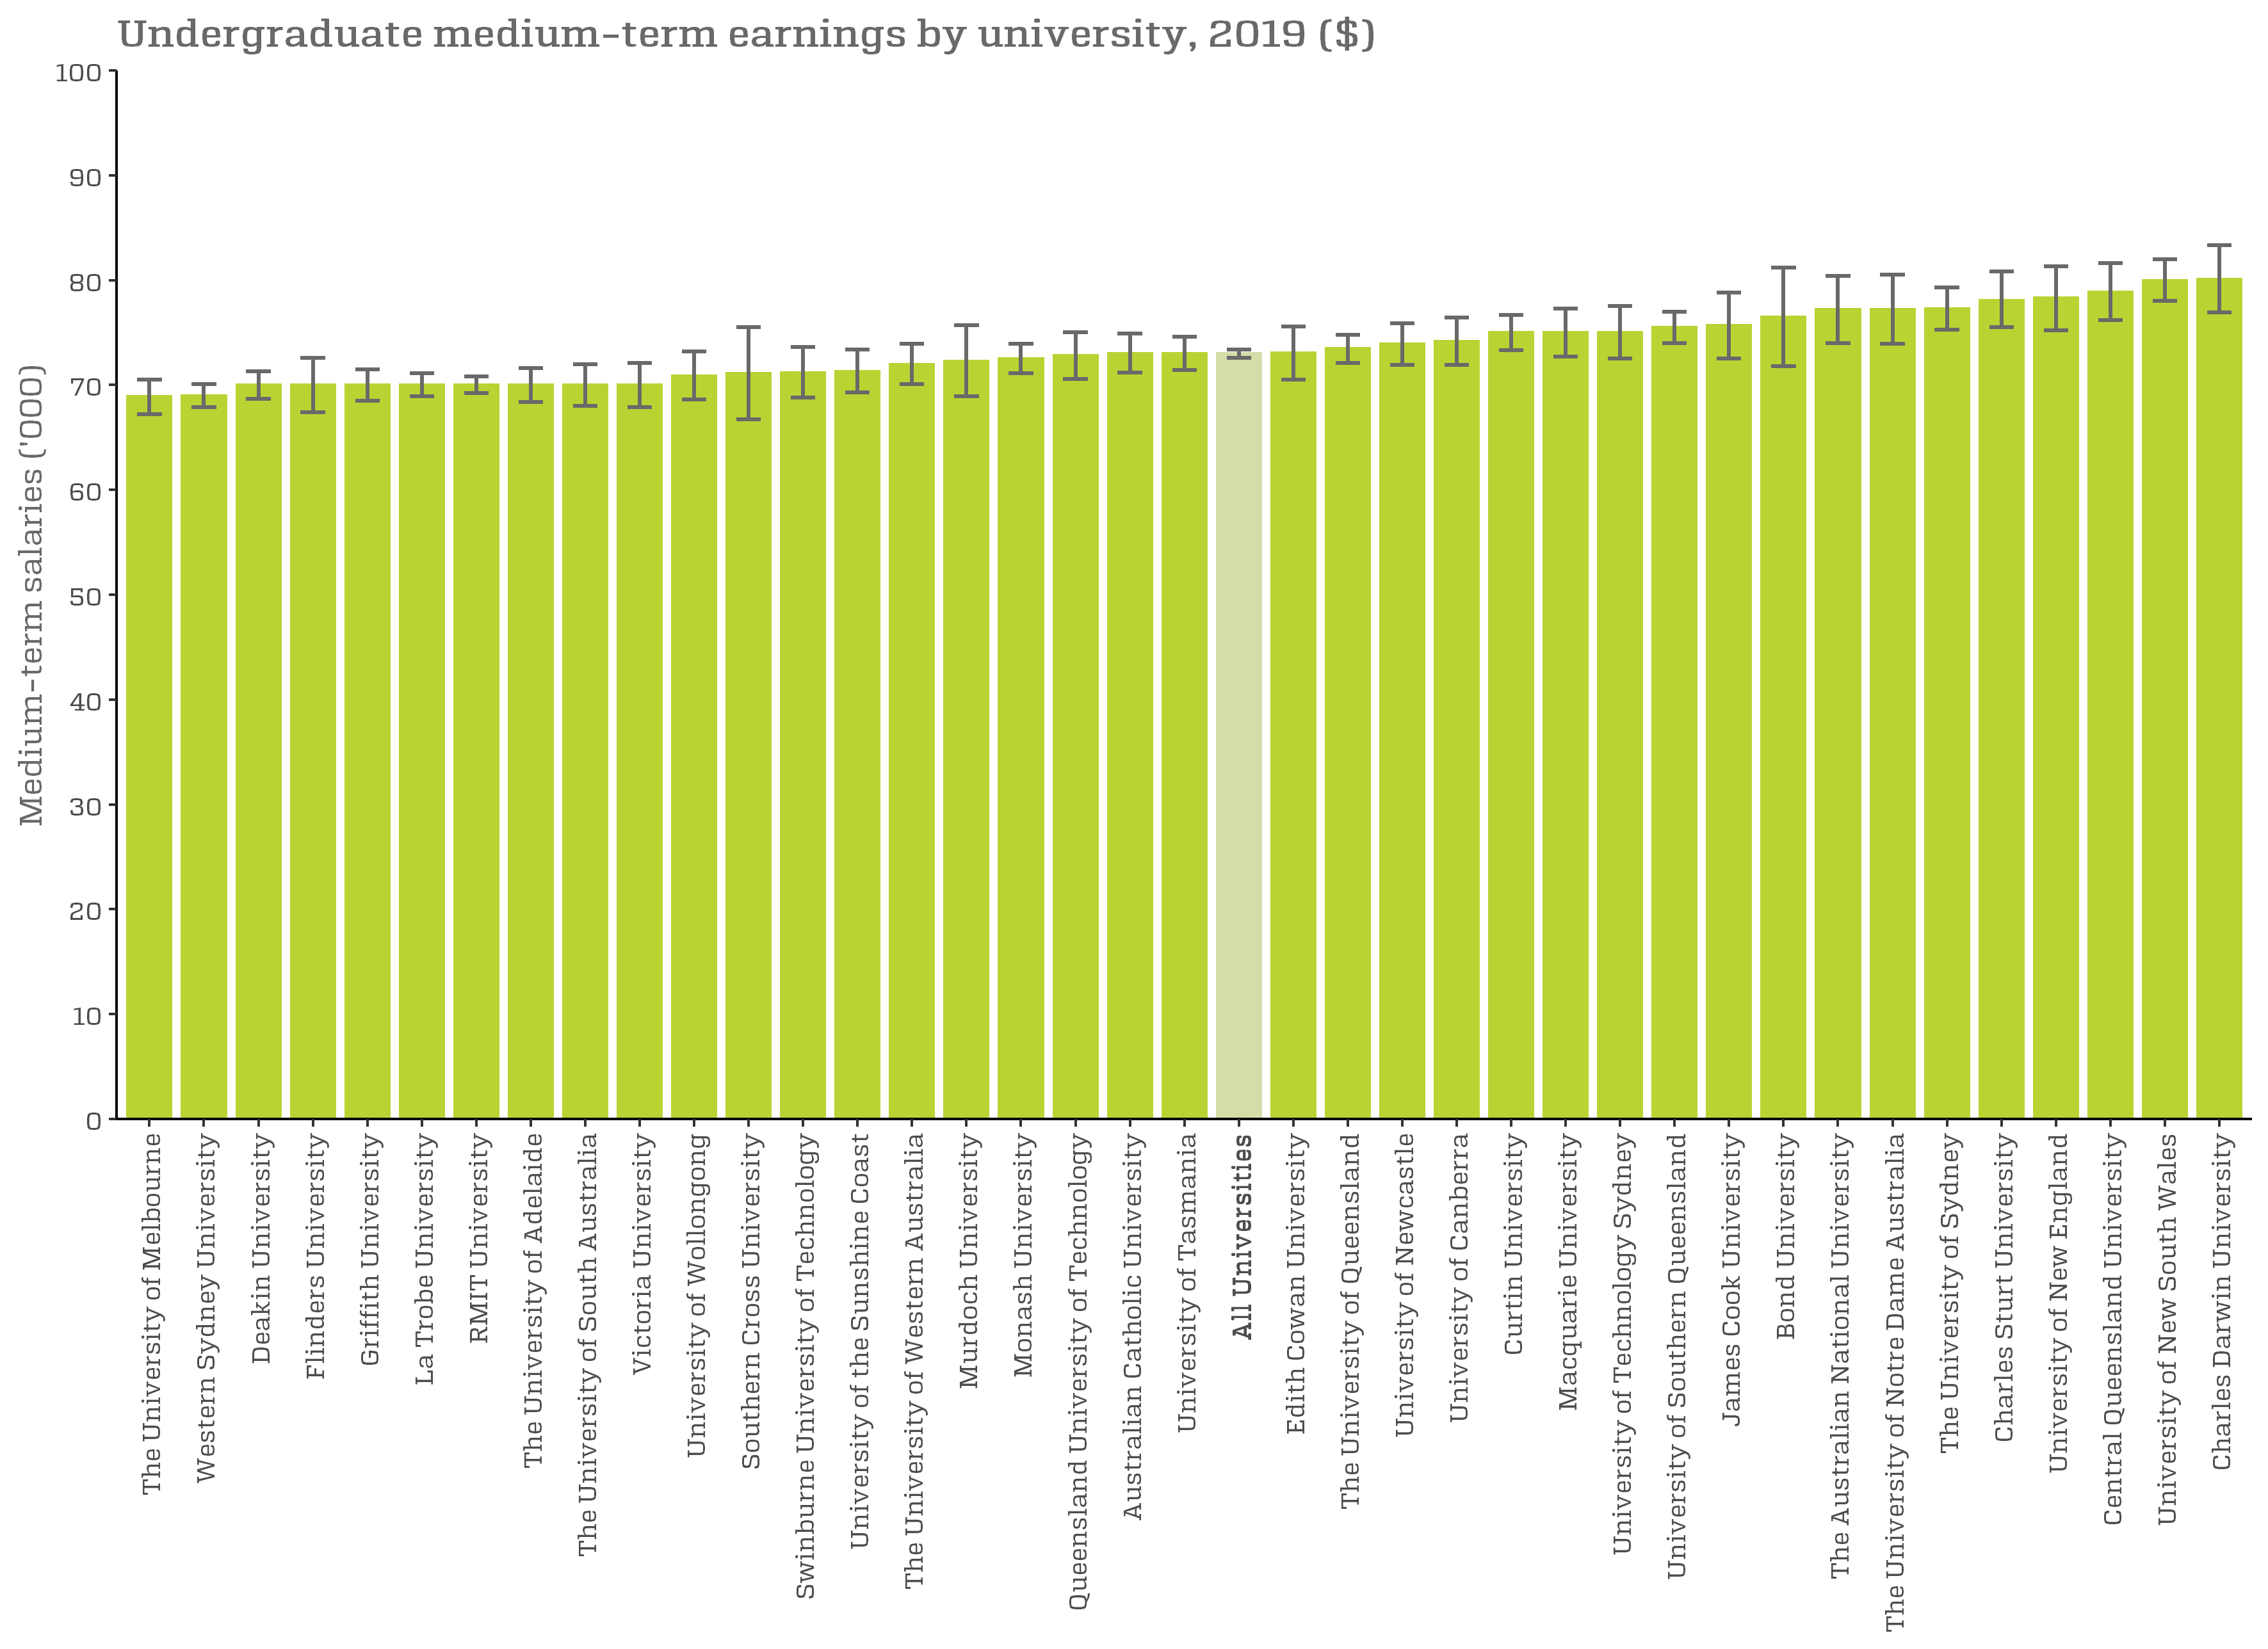 Undergraduate medium-term earnings by university, 2019 ($)
Medium-term salaries ('000)
100
90
80
70
60
50
40
30
20
10
0
The University of Melbourne
Western Sydney University
Deakin University
Flinders University
Griffith University
La Trobe University
RMIT University
The University of Adelaide
The University of South Australia
Victoria University
University of Wollongong
Southern Cross University
Swinburne University of Technology
University of the Sunshine Coast
The University of Western Australia
Murdoch University
Monash University
Queensland University of Technology
Australian Catholic University
University of Tasmania
All Universities
Edith Cowan University
The University of Queensland
University of Newcastle
University of Canberra
Curtin University
Macquarie University
University of Technology Sydney
University of Southern Queensland
James Cook University
Bond University
The Australian National University
The University of Notre Dame Australia
The University of Sydney
Charles Sturt University
University of New England
Central Queensland University
University of New South Wales
Charles Darwin University